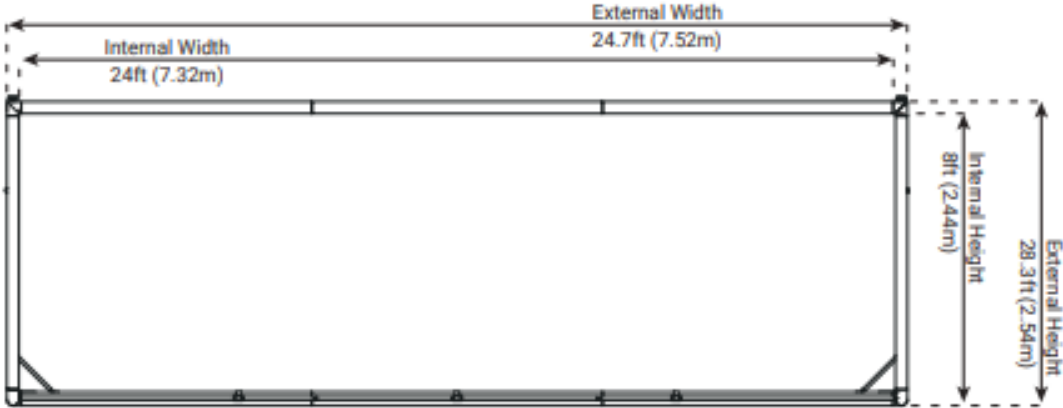 External Width
24.7ft (7.52m)
Internal Width
24ft (7.32m)
Internal Height
8ft (2.44m)
External Height
28.3ft (2.54m)